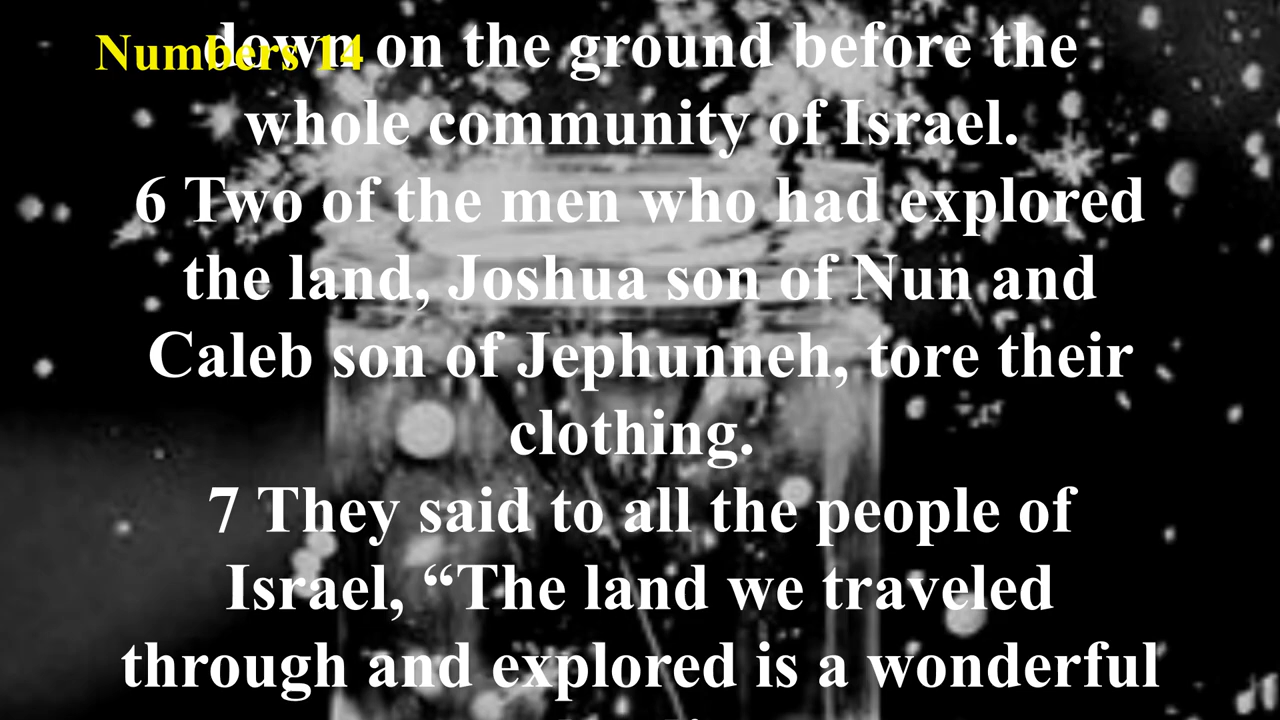 Numbers 14
down on the ground before the
whole community of Israel.
6 Two of the men who had explored
the land, Joshua son of Nun and
Caleb son of Jephunneh, tore their
clothing.
7 They said to all the people of
Israel, “The land we traveled
through and explored is a wonderful